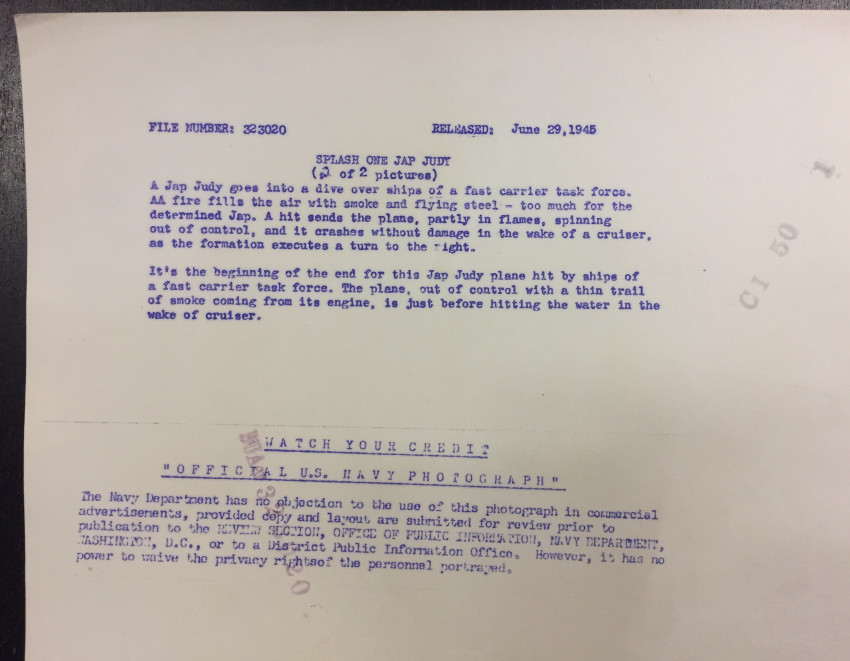 FILE NUMBER: 323020 RELEASED: June 29,1945
SPLASH ONE JAP JUDY
( of 2 pictures)
A Jap Judy goes into a dive over ships of a fast carrier task force.
AA fire fills the air with smoke and flying steel - too much for the
determined Jap. A hit sends the plane, partly in flames, spinning
out of control, and it crashes without damage in the wake of a cruiser,
as the formation executes a turn to the right.
It's the beginning of the end for this Jap Judy plane hit by ships of
a fast carrier task force. The plane, out of control with a thin trail
of smoke coming from its engine, is just before hitting the water in the
wake of cruiser.
CI 50 1
WATCH YOUR CREDIT
"OFFICIAL U.S. NAVY PHOTOGRAPH"
The Navy Department has no objection to the use of this photograph in commercial
advertisements, provided copy and layout are submitted for review prior to
publication to the REVIEW SECTION, OFFICE OF PUBLIC INFORMATION, NAVY DEPARTMENT,
WASHINGTON, D.C., or to a District Public Information Office. However, it has no
power to waive the privacy rightsof the personnel portrayed.